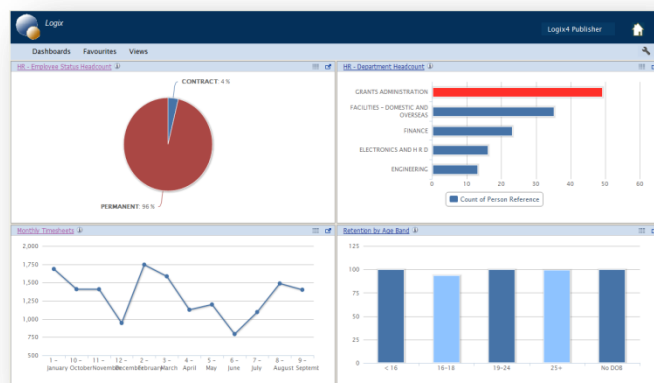 Logix
Logix4 Publisher
Dashboards Favourites Views
HR - Employee Status Headcount
CONTRACT: 4 %
PERMANENT: 96 %
HR - Department Headcount
GRANTS ADMINISTRATION
FACILITIES – DOMESTIC AND
OVERSEAS
FINANCE
ELECTRONICS AND H R D
ENGINEERING
0 10 20 30 40 50 60
Count of Person Reference
Monthly Timesheets
2,000
1,750
1,500
1,250
1,000
750
500
1 – 10 – 11 – 12 – 2 – 3 – 4 – 5 – 6 – 7 – 8 – 9 –
January October November December February March April May June July August Septemb
Retention by Age Band
125
100
75
50
25
0
< 16 16–18 19–24 25+ No DOB